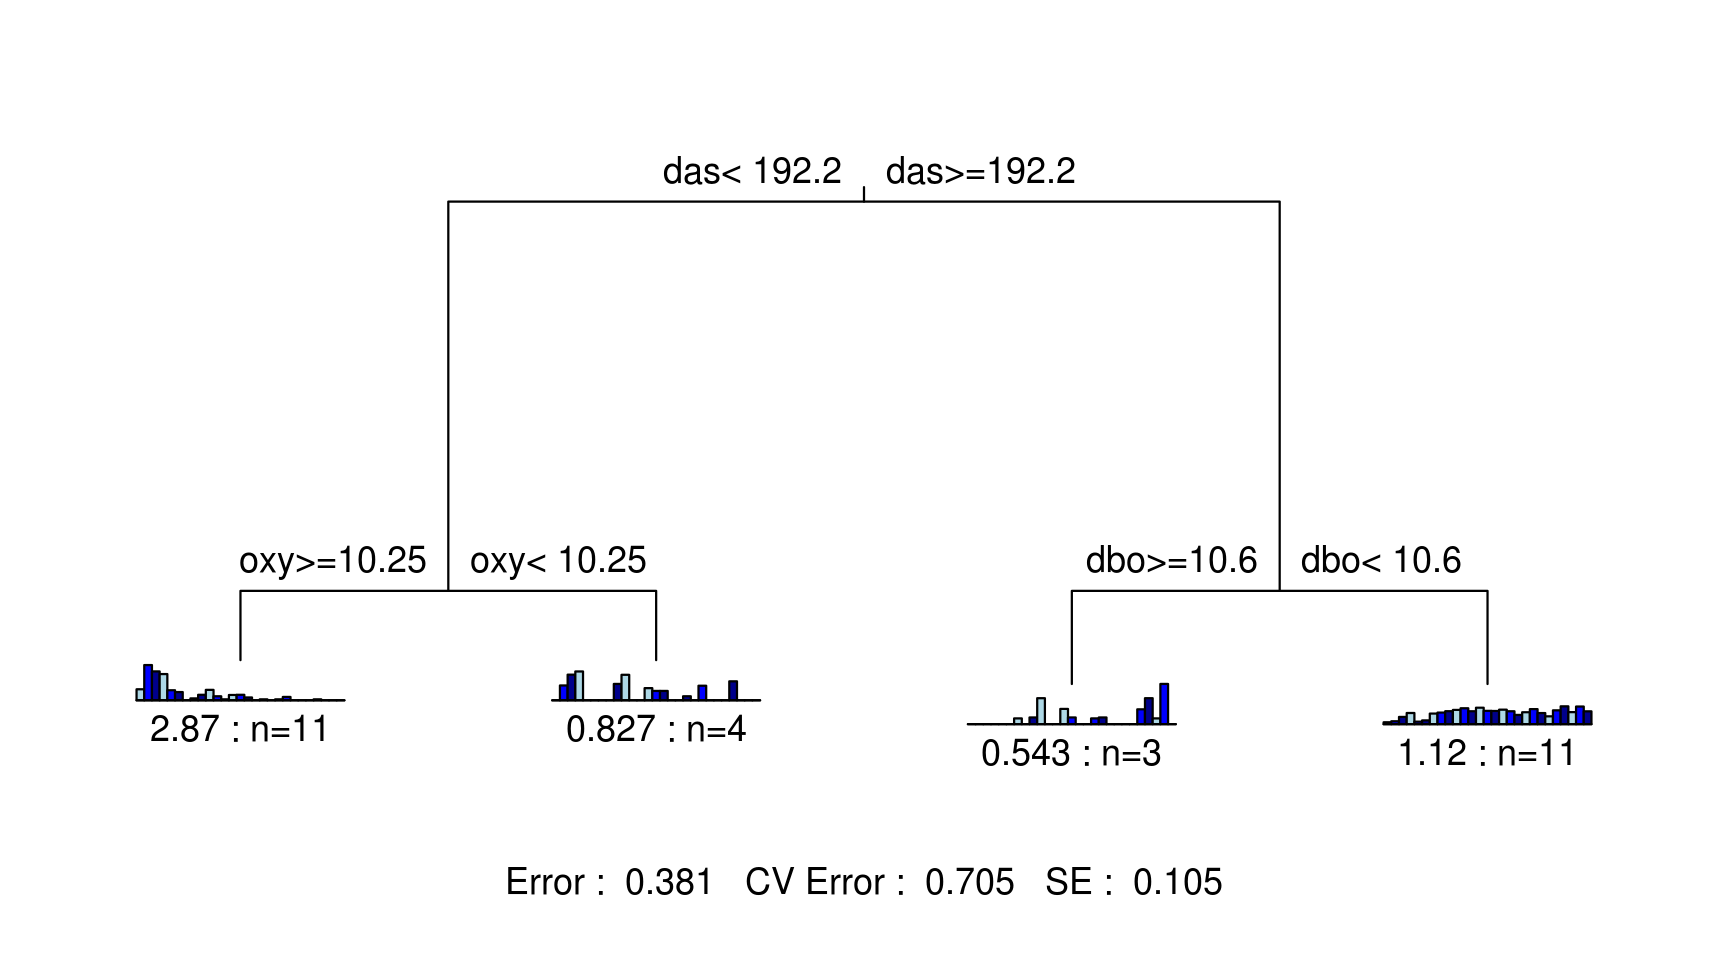 das< 192.2 das>=192.2
oxy>=10.25 oxy< 10.25 dbo>=10.6 dbo< 10.6
2.87 : n=11 0.827 : n=4 0.543 : n=3 1.12 : n=11
Error : 0.381 CV Error : 0.705 SE : 0.105